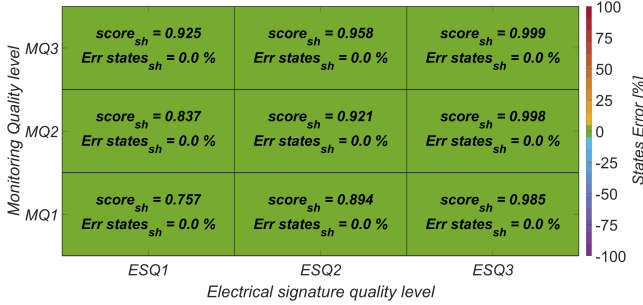 Monitoring Quality level
MQ3
MQ2
MQ1
score_sh = 0.925
Err states_sh = 0.0 %
score_sh = 0.958
Err states_sh = 0.0 %
score_sh = 0.999
Err states_sh = 0.0 %
score_sh = 0.837
Err states_sh = 0.0 %
score_sh = 0.921
Err states_sh = 0.0 %
score_sh = 0.998
Err states_sh = 0.0 %
score_sh = 0.757
Err states_sh = 0.0 %
score_sh = 0.894
Err states_sh = 0.0 %
score_sh = 0.985
Err states_sh = 0.0 %
ESQ1
ESQ2
ESQ3
Electrical signature quality level
100
75
50
25
0
-25
-50
-75
-100
States Error [%]